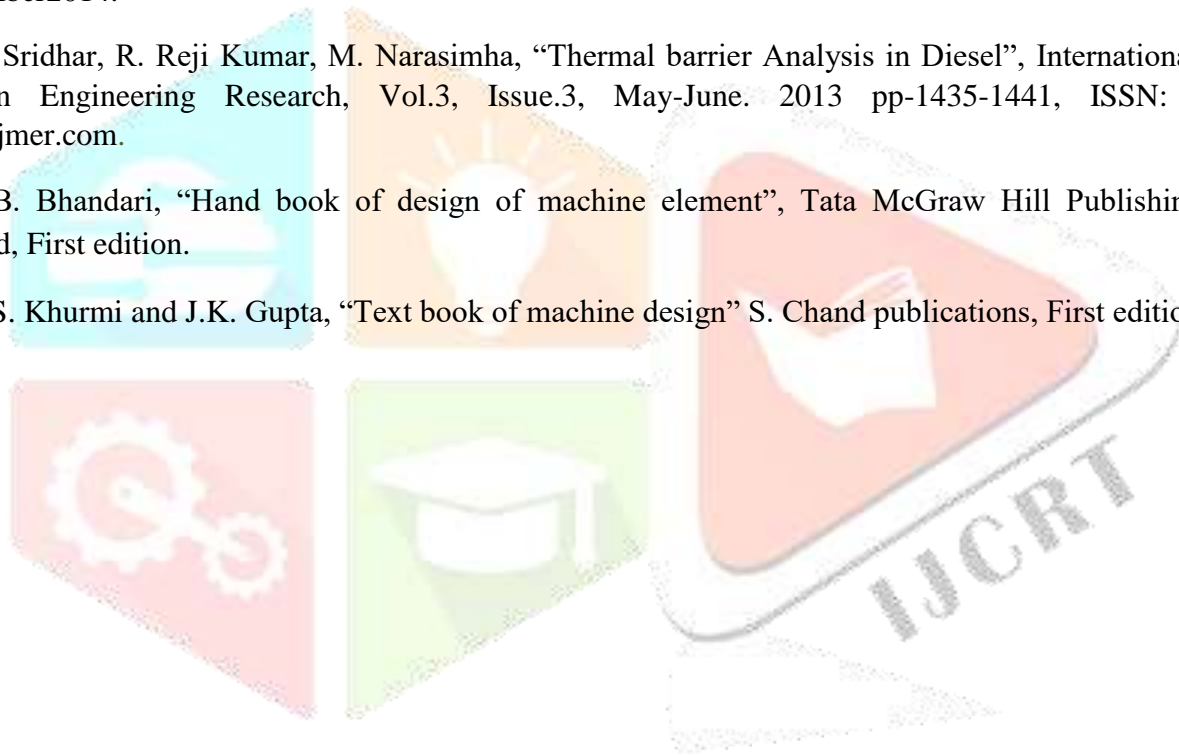 Sridhar, R. Reji Kumar, M. Narasimha, “Thermal barrier Analysis in Diesel”, Internationa
n Engineering Research, Vol.3, Issue.3, May-June. 2013 pp-1435-1441, ISSN:
jmer.com.
B. Bhandari, “Hand book of design of machine element”, Tata McGraw Hill Publishin
d, First edition.
S. Khurmi and J.K. Gupta, “Text book of machine design” S. Chand publications, First editio
IJCRT